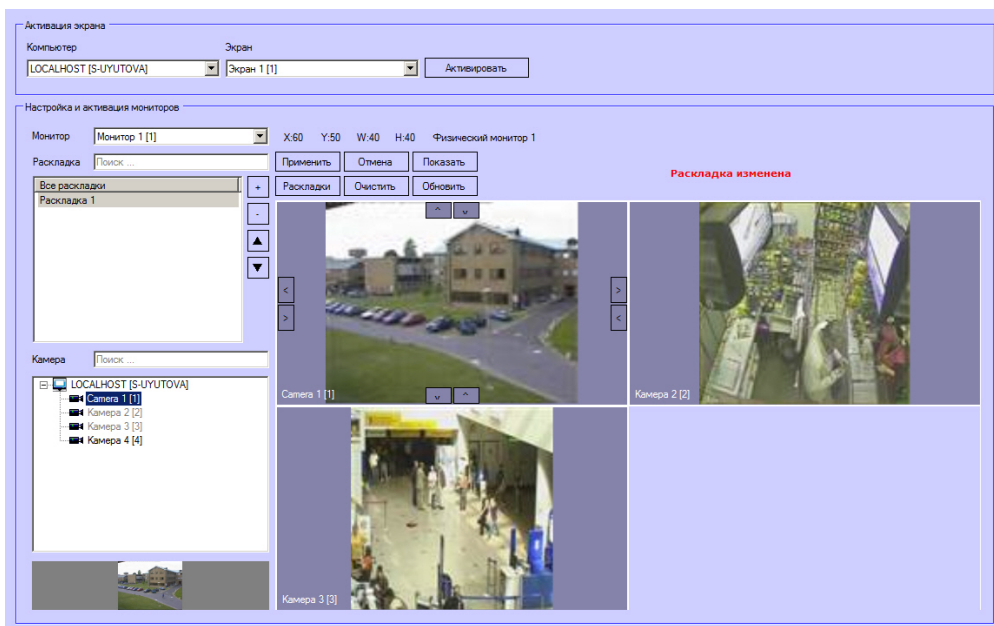 Активация экрана
Компьютер Экран
LOCALHOST [S-UYUTOVA] Экран 1 [1] Активировать
Настройка и активация мониторов
Монитор Монитор 1 [1] X:60 Y:50 W:40 H:40 Физический монитор 1
Раскладка Поиск ... Применить Отмена Показать
Раскладка изменена
Все раскладки + Раскладки Очистить Обновить
Раскладка 1
-
^ v
< >
> <
Камера Поиск ...
LOCALHOST [S-UYUTOVA]
Camera 1 [1] Camera 1 [1] v ^ Камера 2 [2]
Камера 2 [2]
Камера 3 [3]
Камера 4 [4]
Камера 3 [3]